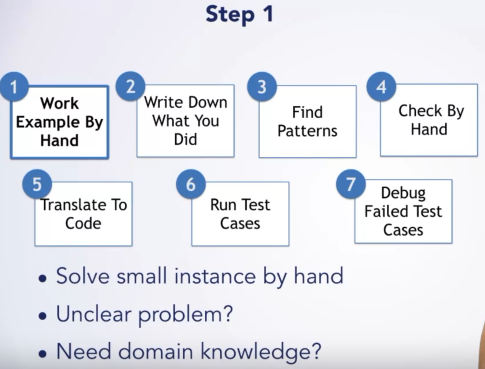 Step 1
1
Work
Example By
Hand
2
Write Down
What You
Did
3
Find
Patterns
4
Check By
Hand
5
Translate To
Code
6
Run Test
Cases
7
Debug
Failed Test
Cases
• Solve small instance by hand
• Unclear problem?
• Need domain knowledge?